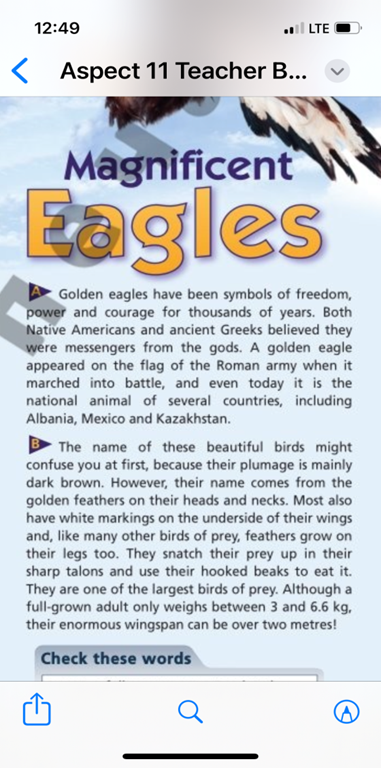 12:49
LTE
Aspect 11 Teacher B...
Magnificent
Eagles
A Golden eagles have been symbols of freedom,
power and courage for thousands of years. Both
Native Americans and ancient Greeks believed they
were messengers from the gods. A golden eagle
appeared on the flag of the Roman army when it
marched into battle, and even today it is the
national animal of several countries, including
Albania, Mexico and Kazakhstan.
B The name of these beautiful birds might
confuse you at first, because their plumage is mainly
dark brown. However, their name comes from the
golden feathers on their heads and necks. Most also
have white markings on the underside of their wings
and, like many other birds of prey, feathers grow on
their legs too. They snatch their prey up in their
sharp talons and use their hooked beaks to eat it.
They are one of the largest birds of prey. Although a
full-grown adult only weighs between 3 and 6.6 kg,
their enormous wingspan can be over two metres!
Check these words